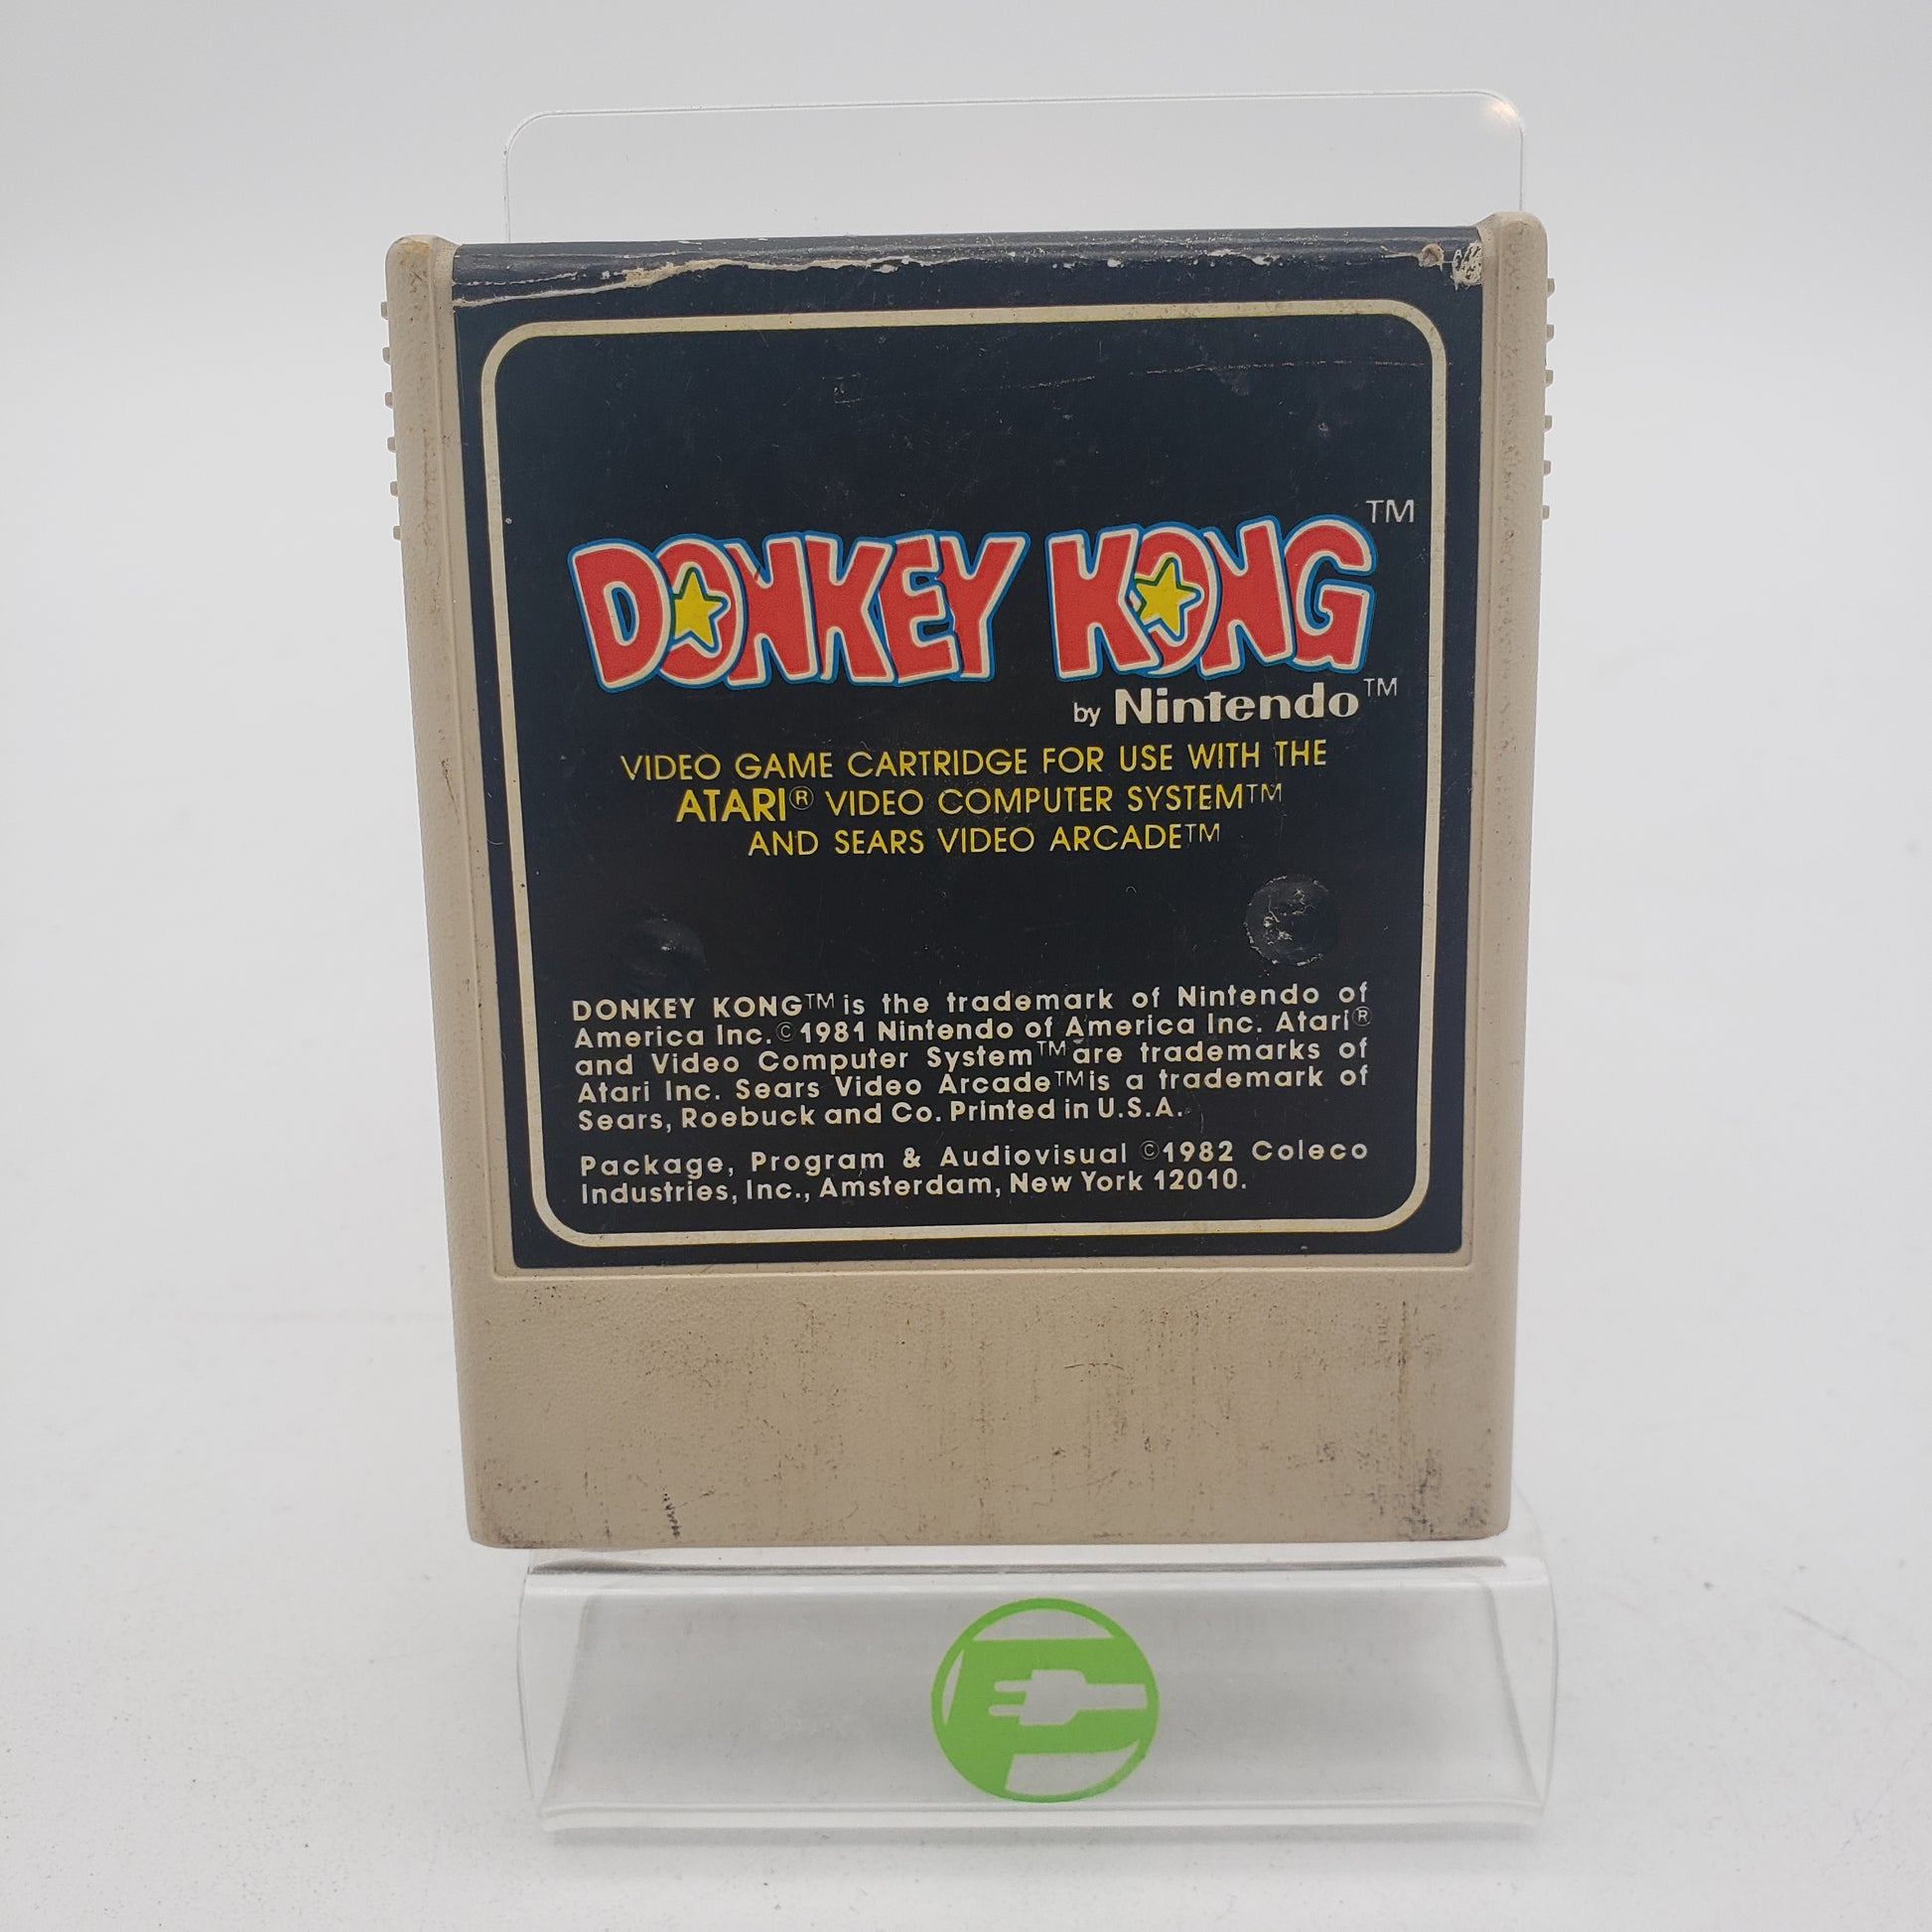 DONKEY KONG™
by Nintendo™
VIDEO GAME CARTRIDGE FOR USE WITH THE
ATARI® VIDEO COMPUTER SYSTEM™
AND SEARS VIDEO ARCADE™
DONKEY KONG™ is the trademark of Nintendo of
America Inc. © 1981 Nintendo of America Inc. Atari®
and Video Computer System™ are trademarks of
Atari Inc. Sears Video Arcade™ is a trademark of
Sears, Roebuck and Co. Printed in U.S.A.
Package, Program & Audiovisual © 1982 Coleco
Industries, Inc., Amsterdam, New York 12010.